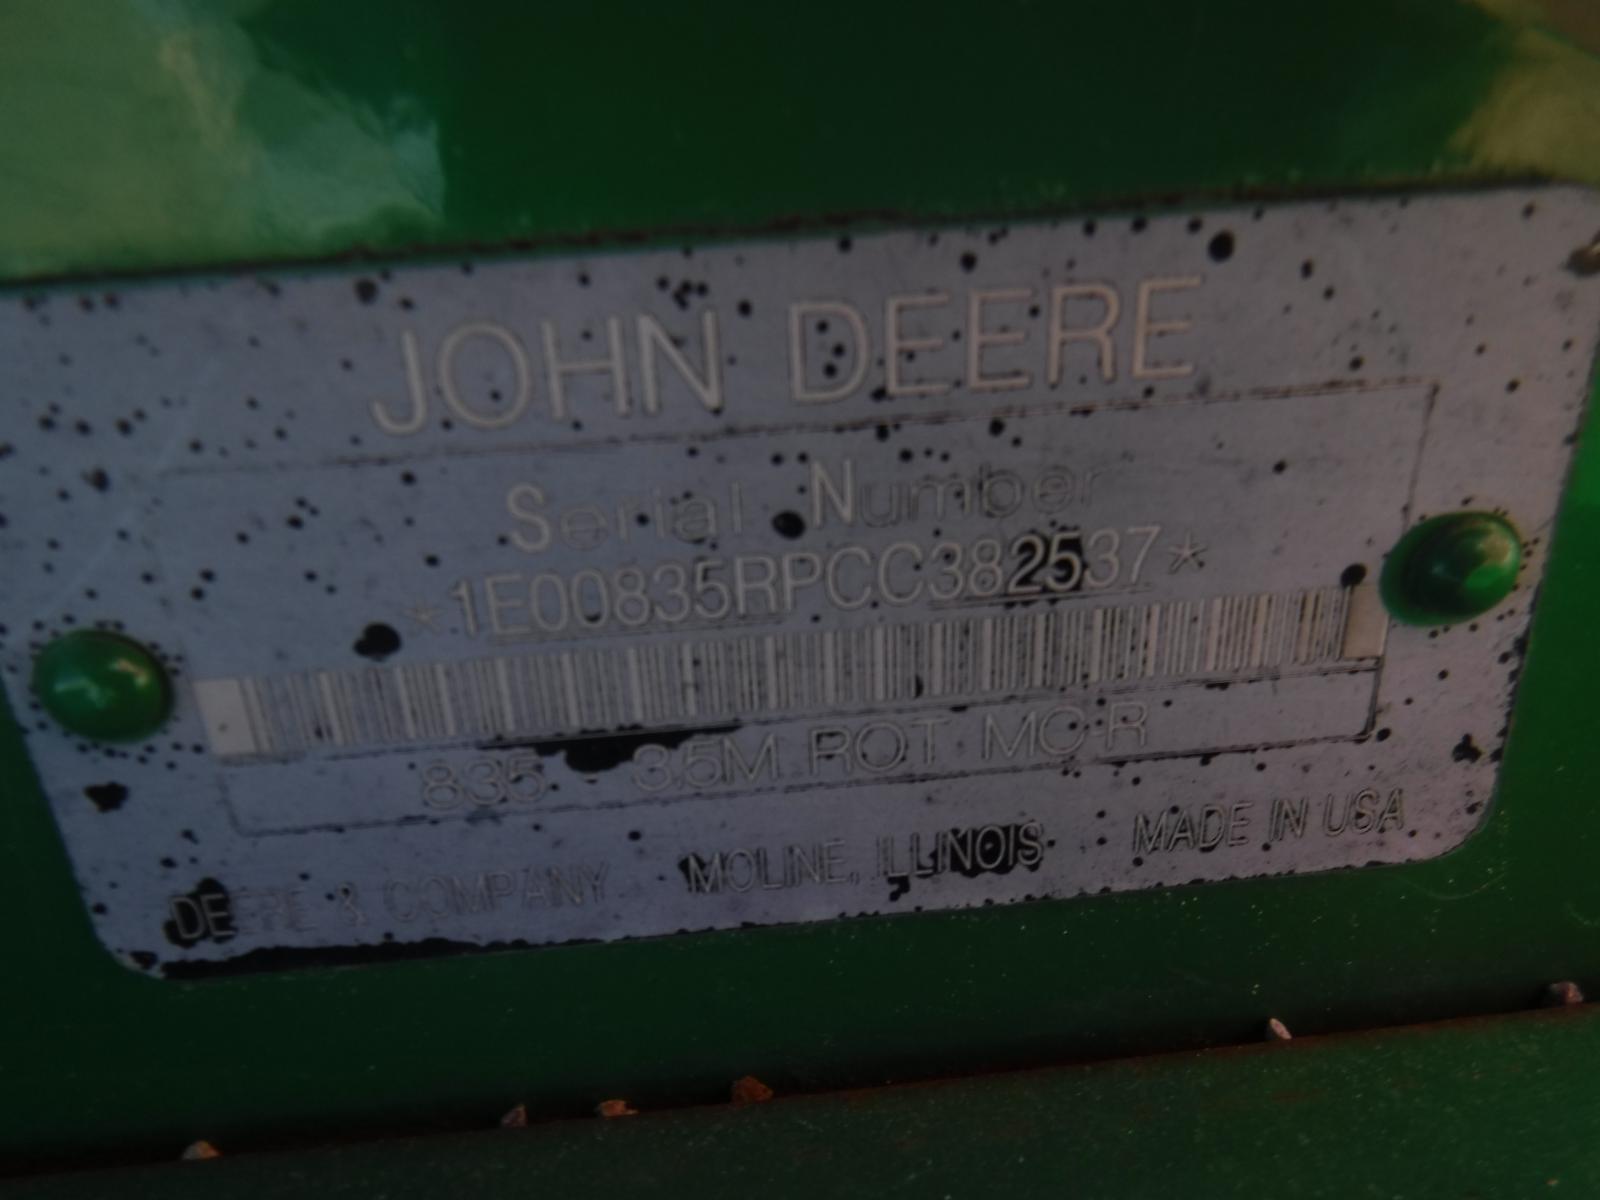 JOHN DEERE
Serial Number
*1E00835RPCC382537*
835 3.5M ROT MC-R
DEERE & COMPANY MOLINE, ILLINOIS MADE IN USA